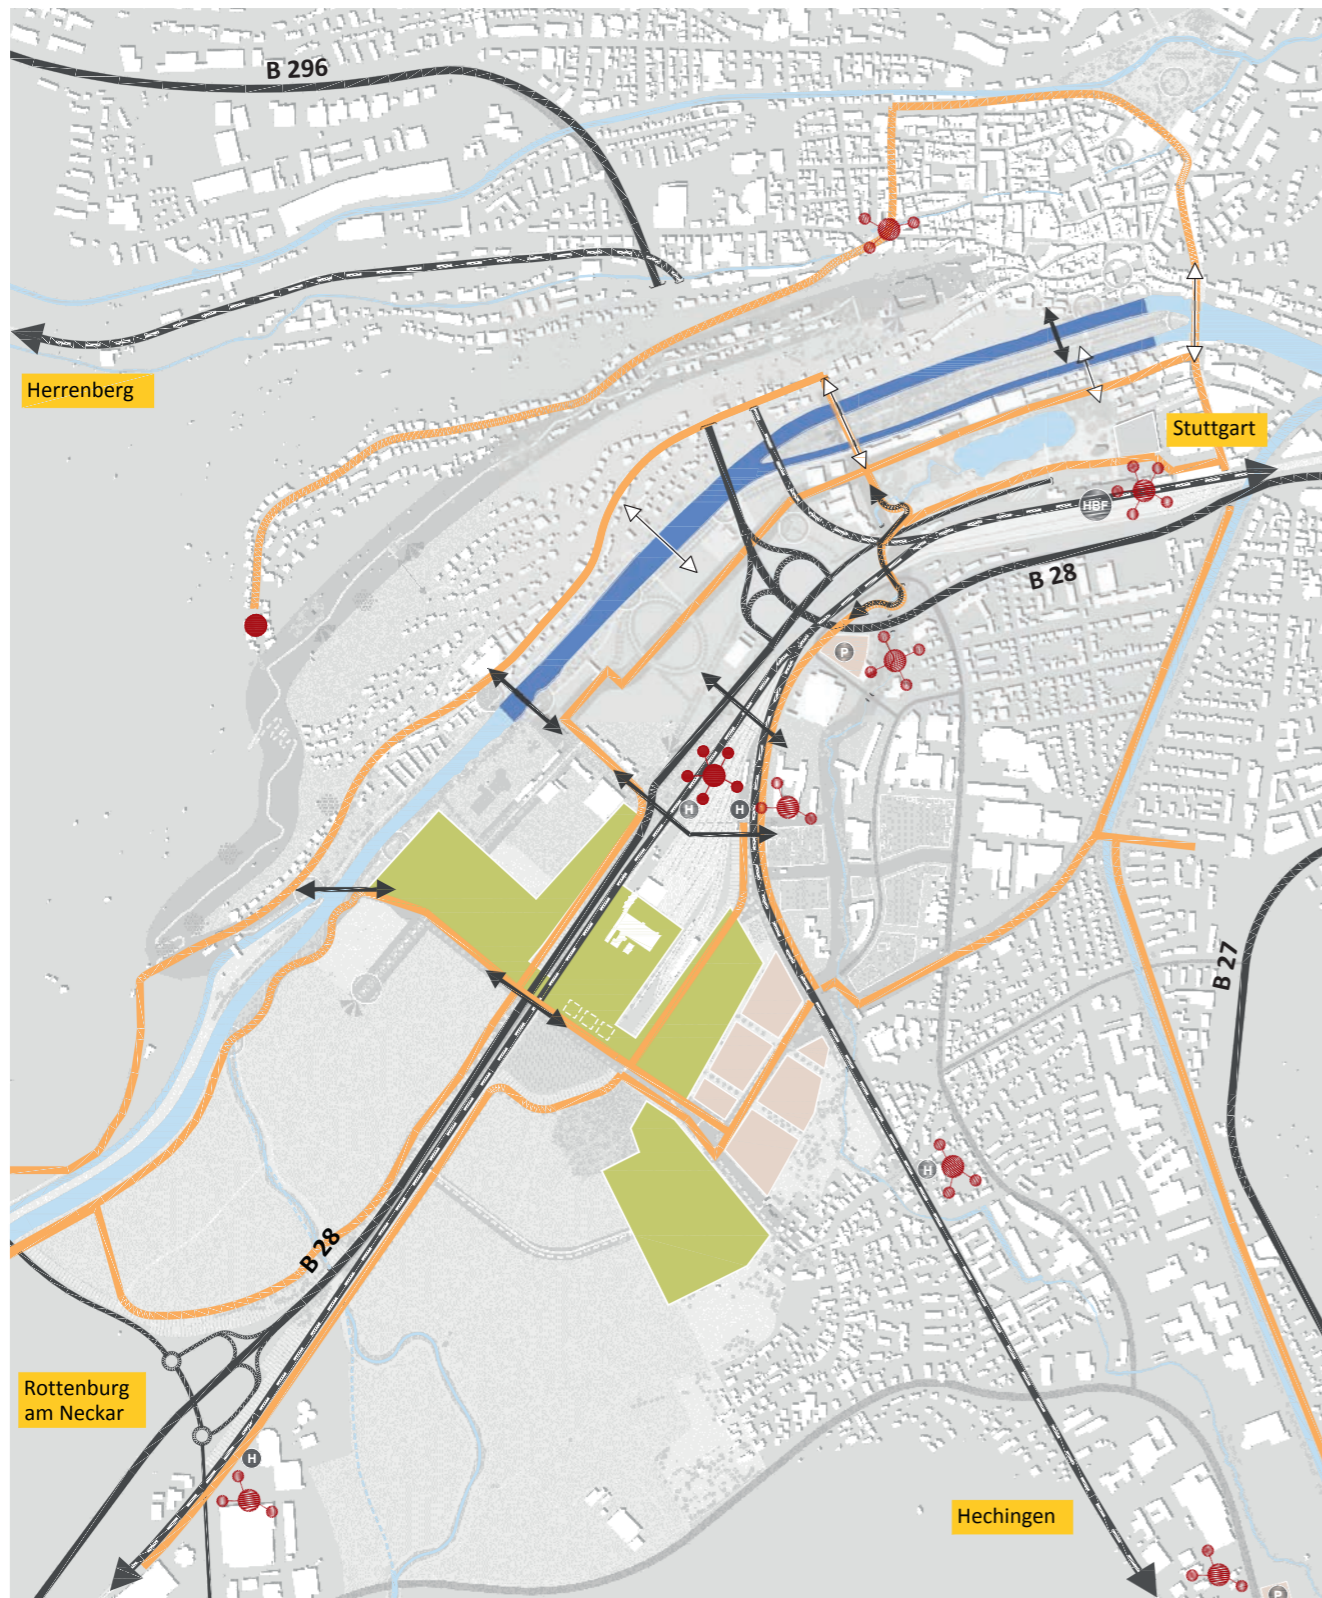 B 296
Herrenberg
Stuttgart
HBF
B 28
P
H
H
B 27
H
B 28
Rottenburg
am Neckar
H
Hechingen
P